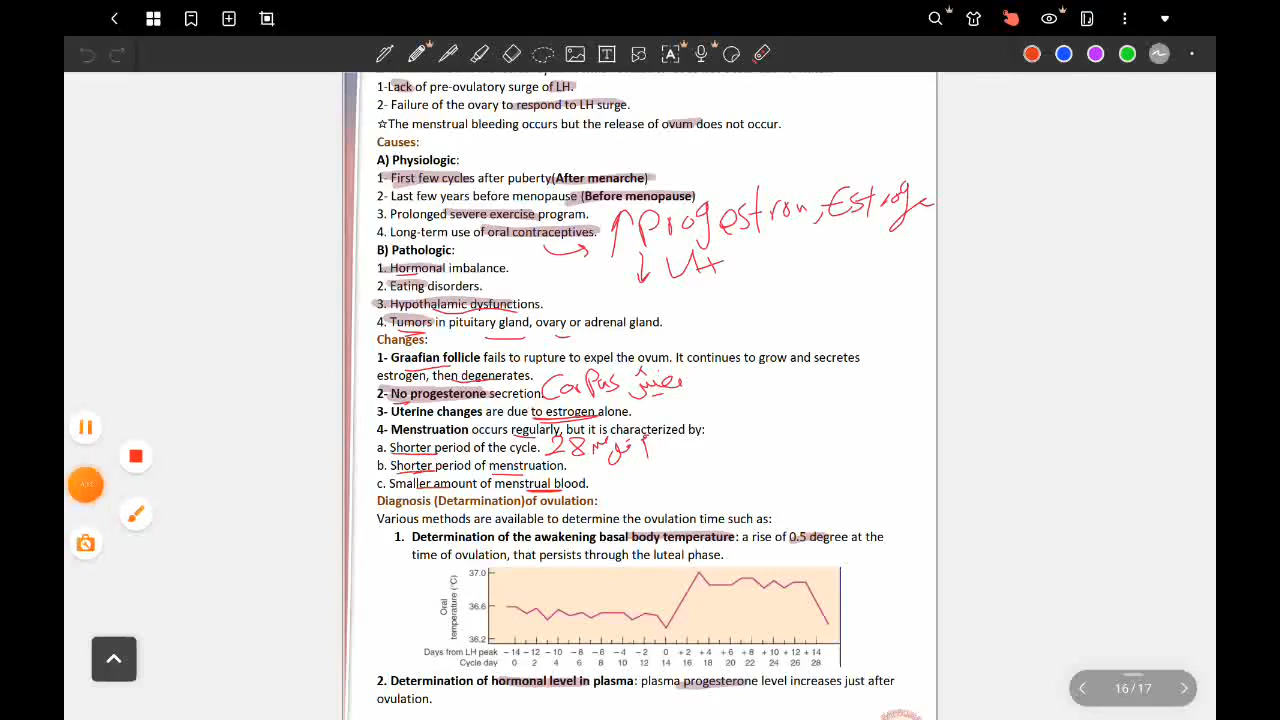 1-Lack of pre-ovulatory surge of LH.
2- Failure of the ovary to respond to LH surge.
☆The menstrual bleeding occurs but the release of ovum does not occur.
Causes:
A) Physiologic:
1- First few cycles after puberty(After menarche)
2- Last few years before menopause (Before menopause)
3. Prolonged severe exercise program.
4. Long-term use of oral contraceptives.
↑Progestron, Estroge
↓ LH
B) Pathologic:
1. Hormonal imbalance.
2. Eating disorders.
3. Hypothalamic dysfunctions.
4. Tumors in pituitary gland, ovary or adrenal gland.
Changes:
1- Graafian follicle fails to rupture to expel the ovum. It continues to grow and secretes
estrogen, then degenerates.
2- No progesterone secretion. Corpus
3- Uterine changes are due to estrogen alone.
4- Menstruation occurs regularly, but it is characterized by:
a. Shorter period of the cycle. 28
b. Shorter period of menstruation.
c. Smaller amount of menstrual blood.
Diagnosis (Detarmination)of ovulation:
Various methods are available to determine the ovulation time such as:
1. Determination of the awakening basal body temperature: a rise of 0.5 degree at the
time of ovulation, that persists through the luteal phase.
Oral temperature (°C)
37.0
36.6
36.2
Days from LH peak −14 −12 −10 −8 −6 −4 −2 0 +2 +4 +6 +8 +10 +12 +14
Cycle day 0 2 4 6 8 10 12 14 16 18 20 22 24 26 28
2. Determination of hormonal level in plasma: plasma progesterone level increases just after
ovulation.
16/17